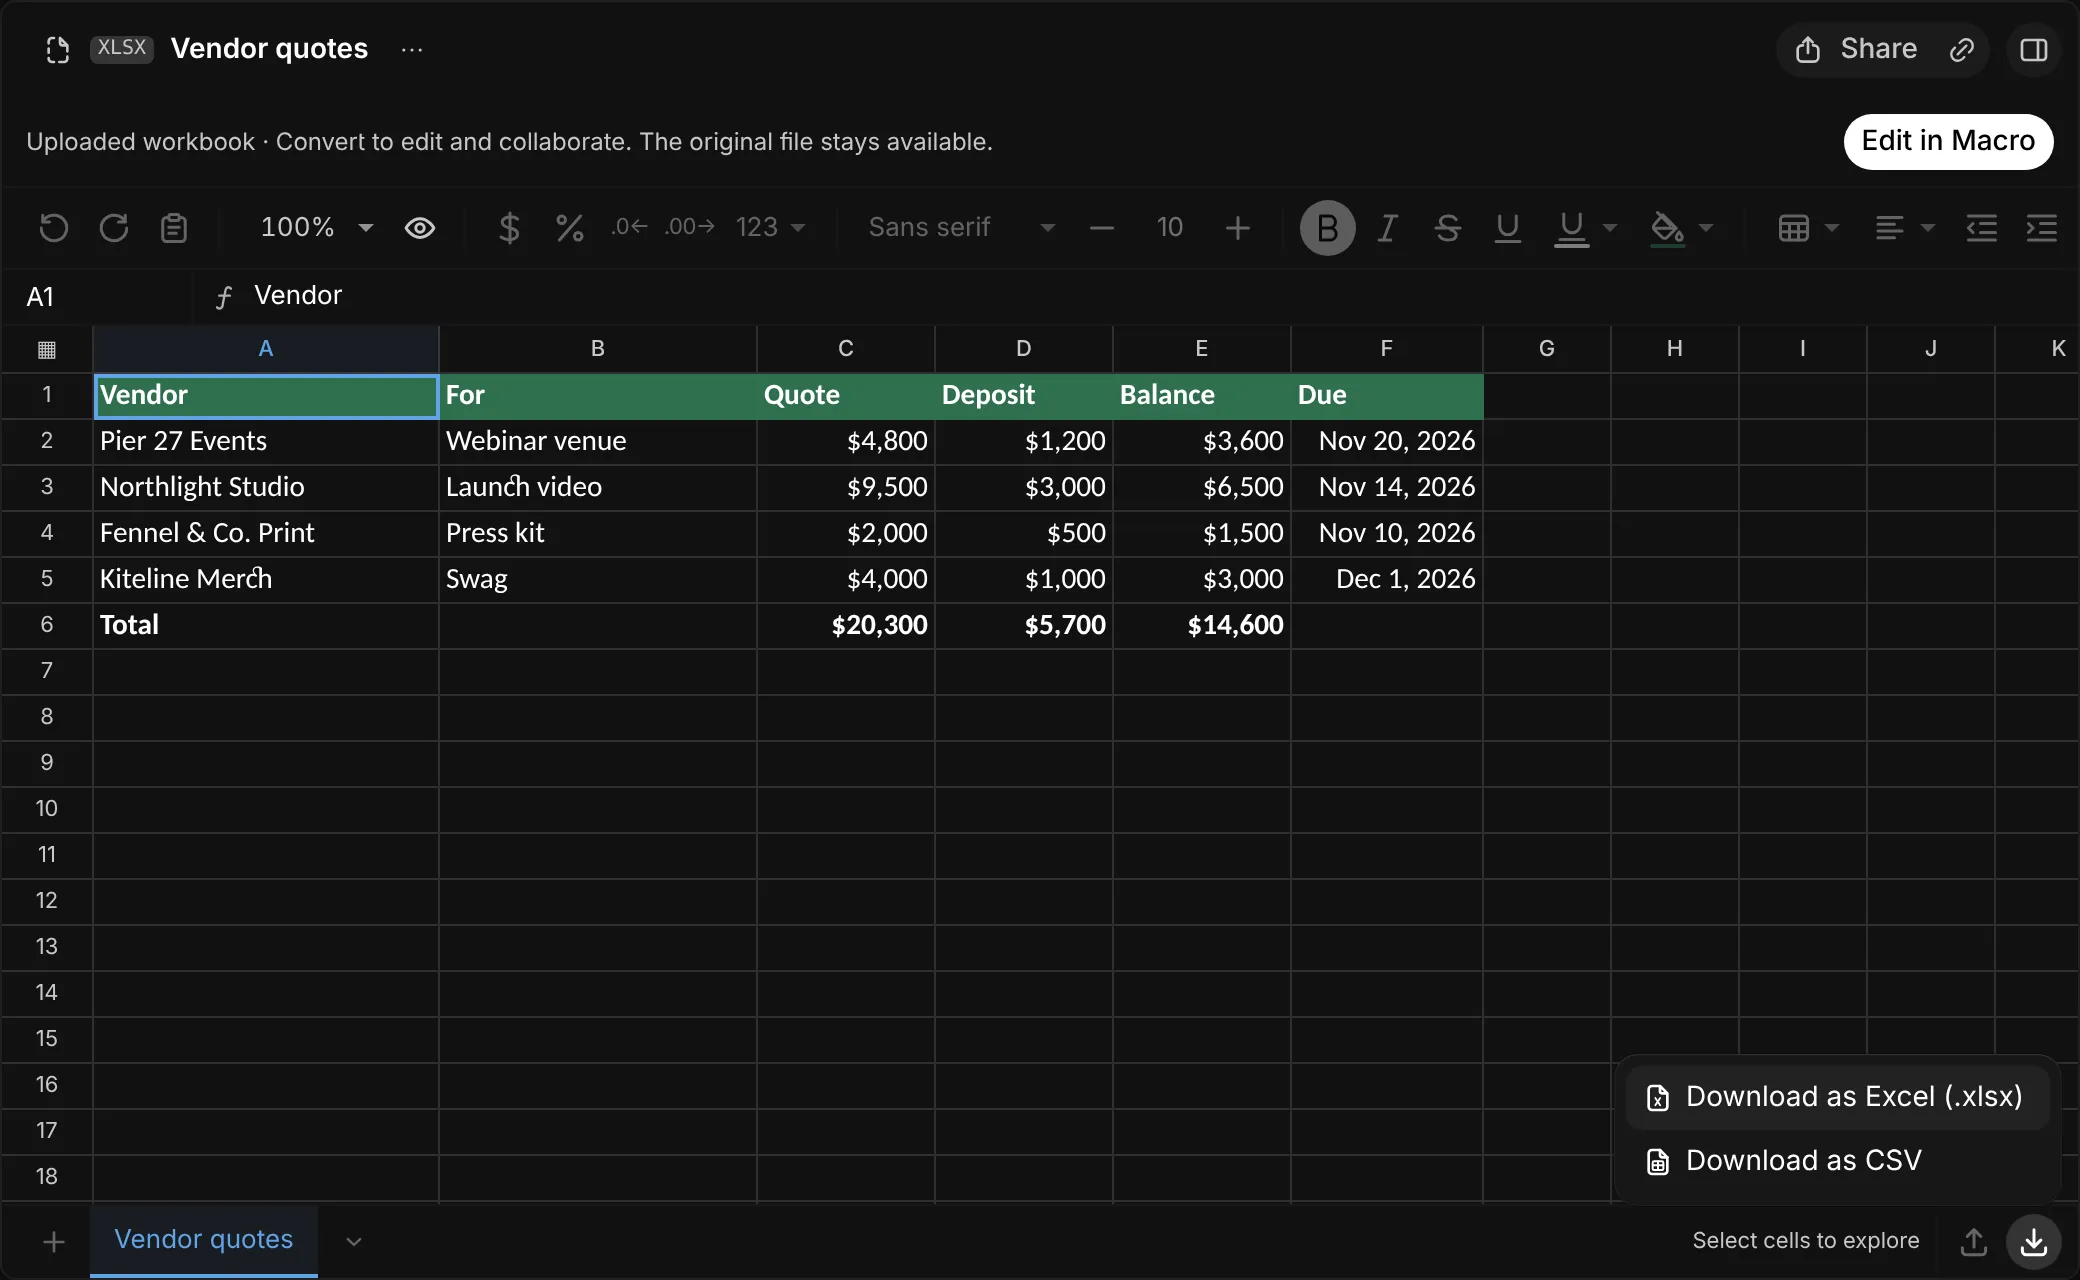 XLSX Vendor quotes ...
Share
Uploaded workbook · Convert to edit and collaborate. The original file stays available.
Edit in Macro
100% $ % .0← .00→ 123 Sans serif — 10 + B I S U U
A1 ƒ Vendor
A B C D E F G H I J K
1 Vendor For Quote Deposit Balance Due
2 Pier 27 Events Webinar venue $4,800 $1,200 $3,600 Nov 20, 2026
3 Northlight Studio Launch video $9,500 $3,000 $6,500 Nov 14, 2026
4 Fennel & Co. Print Press kit $2,000 $500 $1,500 Nov 10, 2026
5 Kiteline Merch Swag $4,000 $1,000 $3,000 Dec 1, 2026
6 Total $20,300 $5,700 $14,600
7
8
9
10
11
12
13
14
15
16
17
18
Download as Excel (.xlsx)
Download as CSV
+ Vendor quotes
Select cells to explore